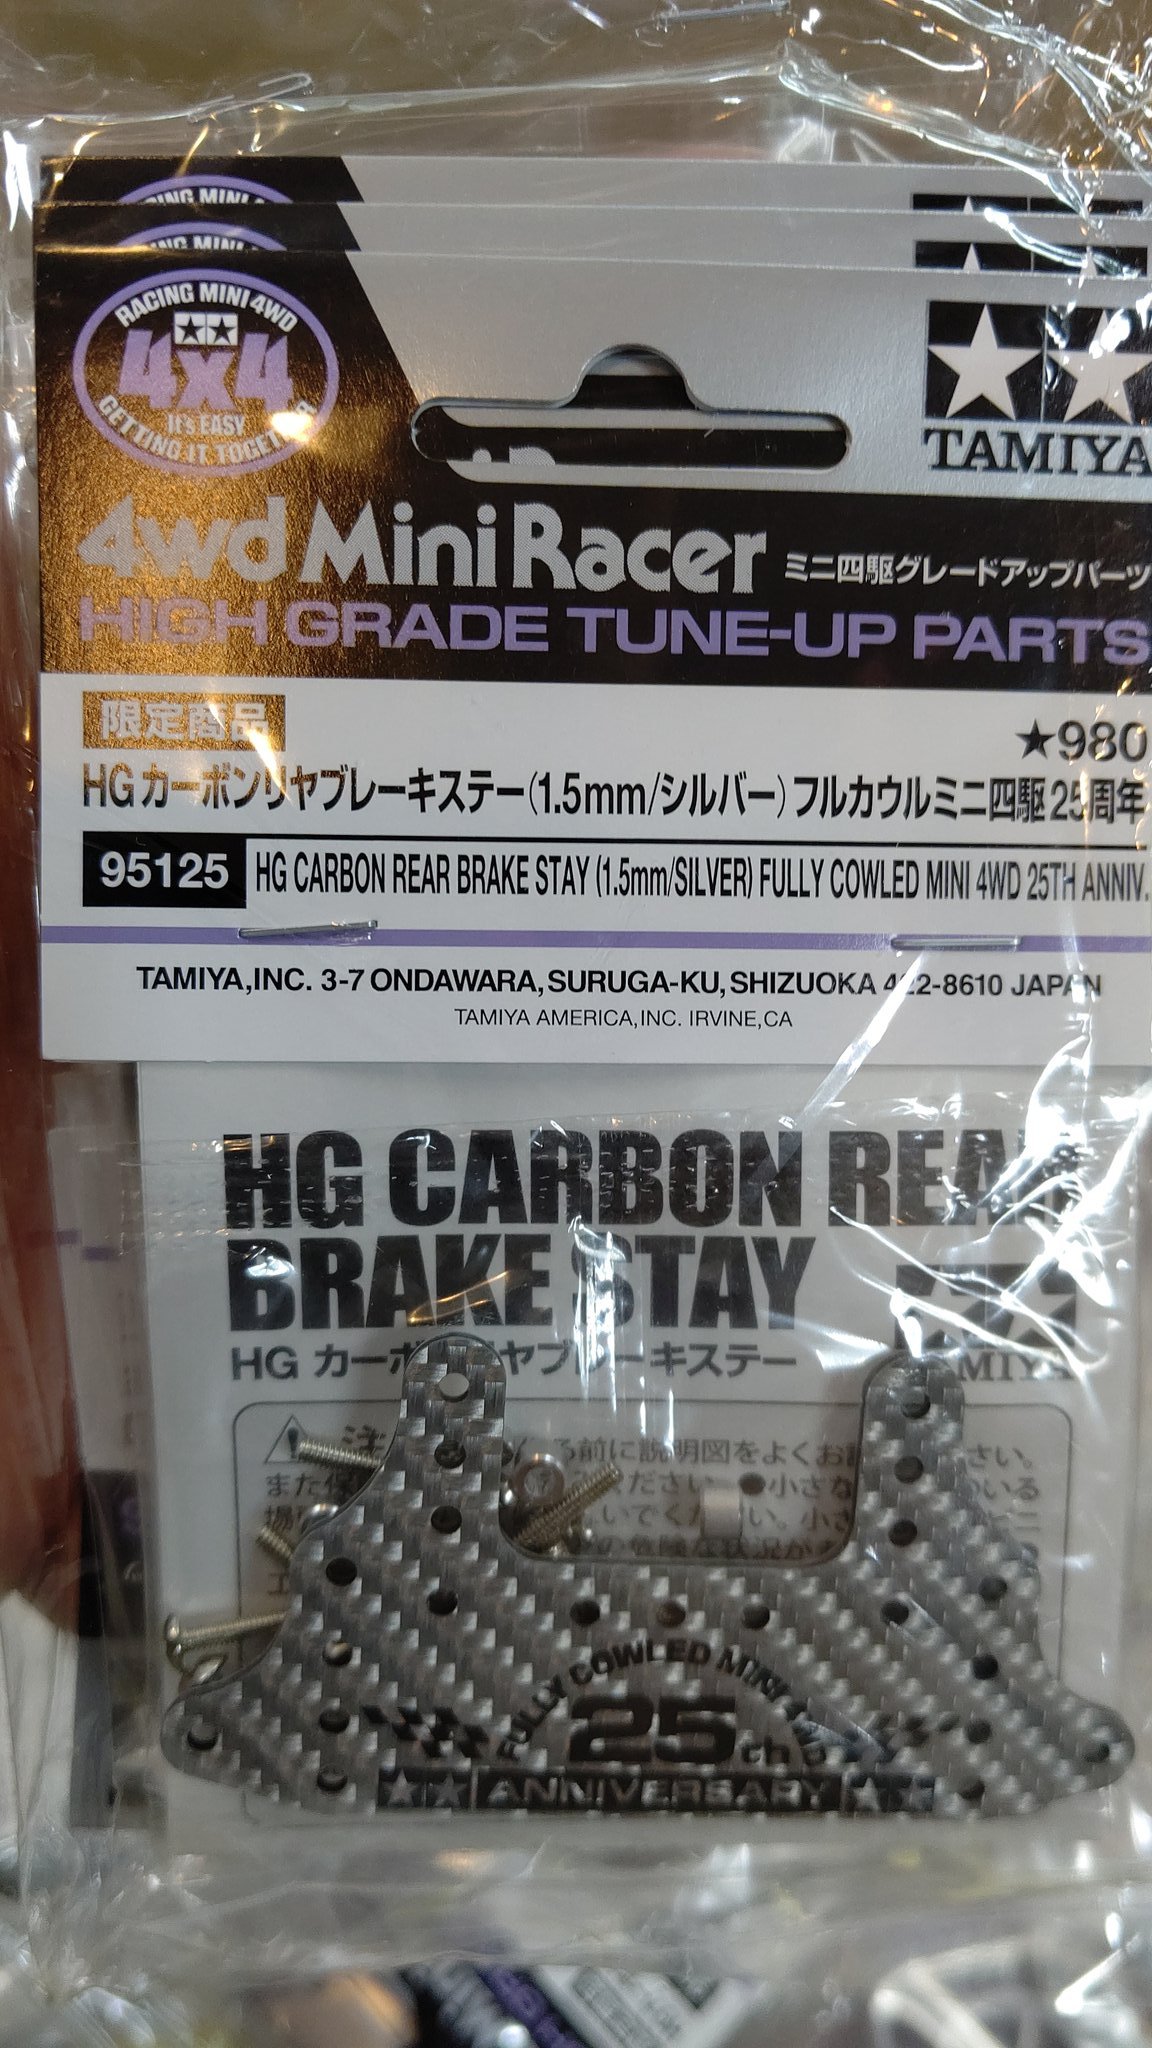 RACING MINI 4WD
4x4
It's EASY
GETTING IT TOGETHER
TAMIYA
4wd Mini Racer ミニ四駆グレードアップパーツ
HIGH GRADE TUNE-UP PARTS
限定商品
★980
HG カーボンリヤブレーキステー(1.5mm/シルバー) フルカウルミニ四駆25周年
95125 HG CARBON REAR BRAKE STAY (1.5mm/SILVER) FULLY COWLED MINI 4WD 25TH ANNIV.
TAMIYA,INC. 3-7 ONDAWARA, SURUGA-KU, SHIZUOKA 422-8610 JAPAN
TAMIYA AMERICA, INC. IRVINE, CA
HG CARBON REAR
BRAKE STAY
HG カーボンリヤブレーキステー
FULLY COWLED MINI 4WD
25th
ANNIVERSARY